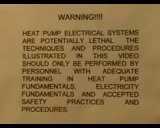 WARNING!!!!
HEAT PUMP ELECTRICAL SYSTEMS
ARE POTENTIALLY LETHAL. THE
TECHNIQUES AND PROCEDURES
ILLUSTRATED IN THIS VIDEO
SHOULD ONLY BE PERFORMED BY
PERSONNEL WITH ADEQUATE
TRAINING IN HEAT PUMP
FUNDAMENTALS, ELECTRICITY
FUNDAMENTALS AND ACCEPTED
SAFETY PRACTICES AND
PROCEDURES.